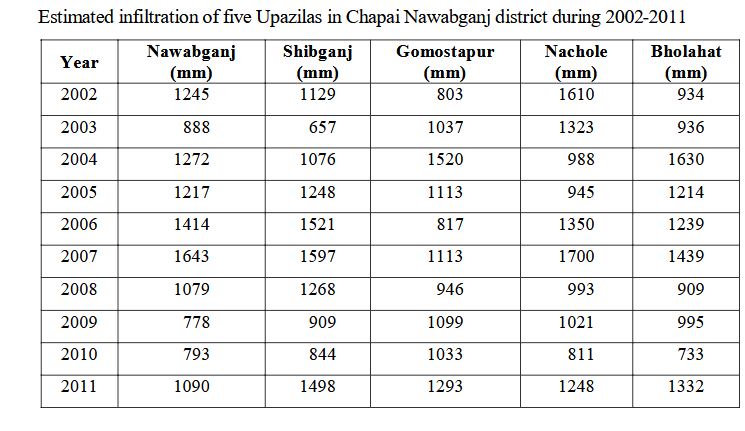 Estimated infiltration of five Upazilas in Chapai Nawabganj district during 2002-2011
Year Nawabganj (mm) Shibganj (mm) Gomostapur (mm) Nachole (mm) Bholahat (mm)
2002 1245 1129 803 1610 934
2003 888 657 1037 1323 936
2004 1272 1076 1520 988 1630
2005 1217 1248 1113 945 1214
2006 1414 1521 817 1350 1239
2007 1643 1597 1113 1700 1439
2008 1079 1268 946 993 909
2009 778 909 1099 1021 995
2010 793 844 1033 811 733
2011 1090 1498 1293 1248 1332